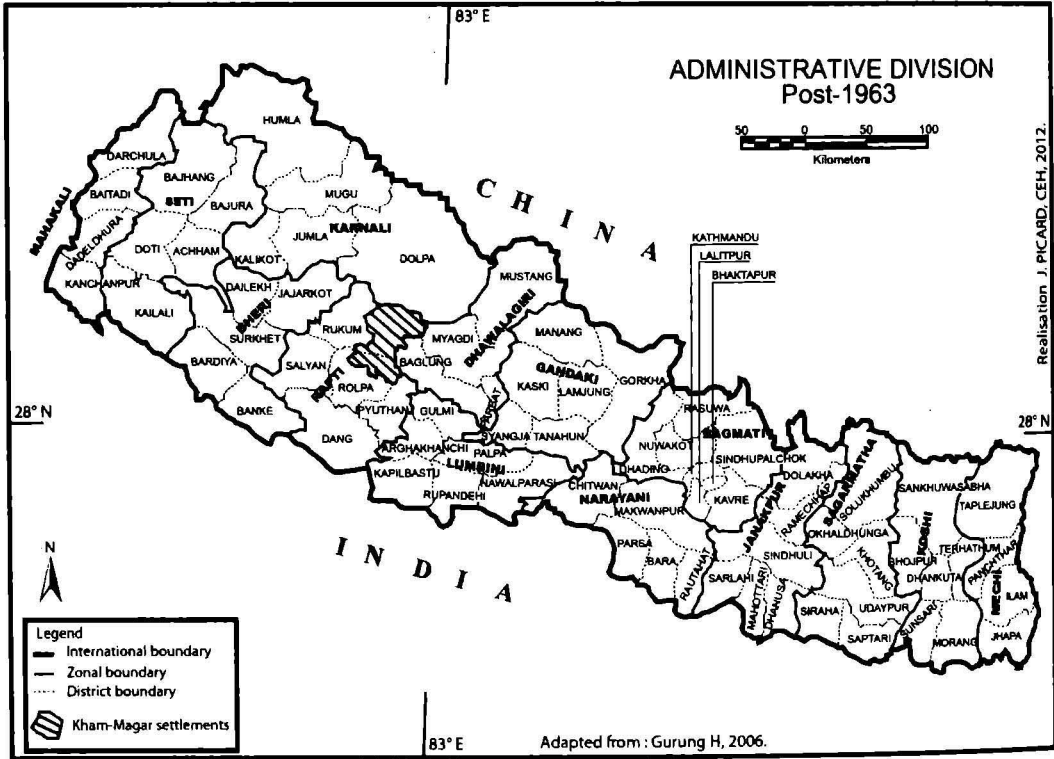 83° E
ADMINISTRATIVE DIVISION
Post-1963
50 0 50 100
Kilometers
Realisation J. PICARD, CEH, 2012.
CHINA
HUMLA
DARCHULA
BAJHANG
BAITADI
SETI
BAJURA
MUGU
MAHAKALI
DADELDHURA
KARNALI
JUMLA
DOTI
ACHHAM
KALIKOT
DOLPA
KANCHANPUR
KAILALI
DAILEKH
JAJARKOT
BHERI
SURKHET
RUKUM
MUSTANG
DHAWALAGIRI
MYAGDI
MANANG
BARDIYA
SALYAN
RAPTI
ROLPA
BAGLUNG
GANDAKI
KASKI
LAMJUNG
GORKHA
KATHMANDU
LALITPUR
BHAKTAPUR
28° N
BANKE
PYUTHAN
GULMI
PARBAT
DANG
ARGHAKHANCHI
SYANGJA
TANAHUN
PALPA
KAPILBASTU
LUMBINI
NAWALPARASI
RUPANDEHI
RASUWA
BAGMATI
NUWAKOT
SINDHUPALCHOK
DHADING
CHITWAN
NARAYANI
MAKWANPUR
KAVRE
DOLAKHA
RAMECHHAP
JANAKPUR
SAGARMATHA
SOLUKHUMBU
28° N
SANKHUWASABHA
TAPLEJUNG
KOSHI
OKHALDHUNGA
TERHATHUM
PANCHTHAR
BHOJPUR
DHANKUTA
KHOTANG
MECHI
ILAM
PARSA
BARA
RAUTAHAT
SARLAHI
SINDHULI
MAHOTTARI
DHANUSA
SIRAHA
UDAYPUR
SAPTARI
SUNSARI
MORANG
JHAPA
INDIA
N
Legend
International boundary
Zonal boundary
District boundary
Kham-Magar settlements
83° E
Adapted from : Gurung H, 2006.